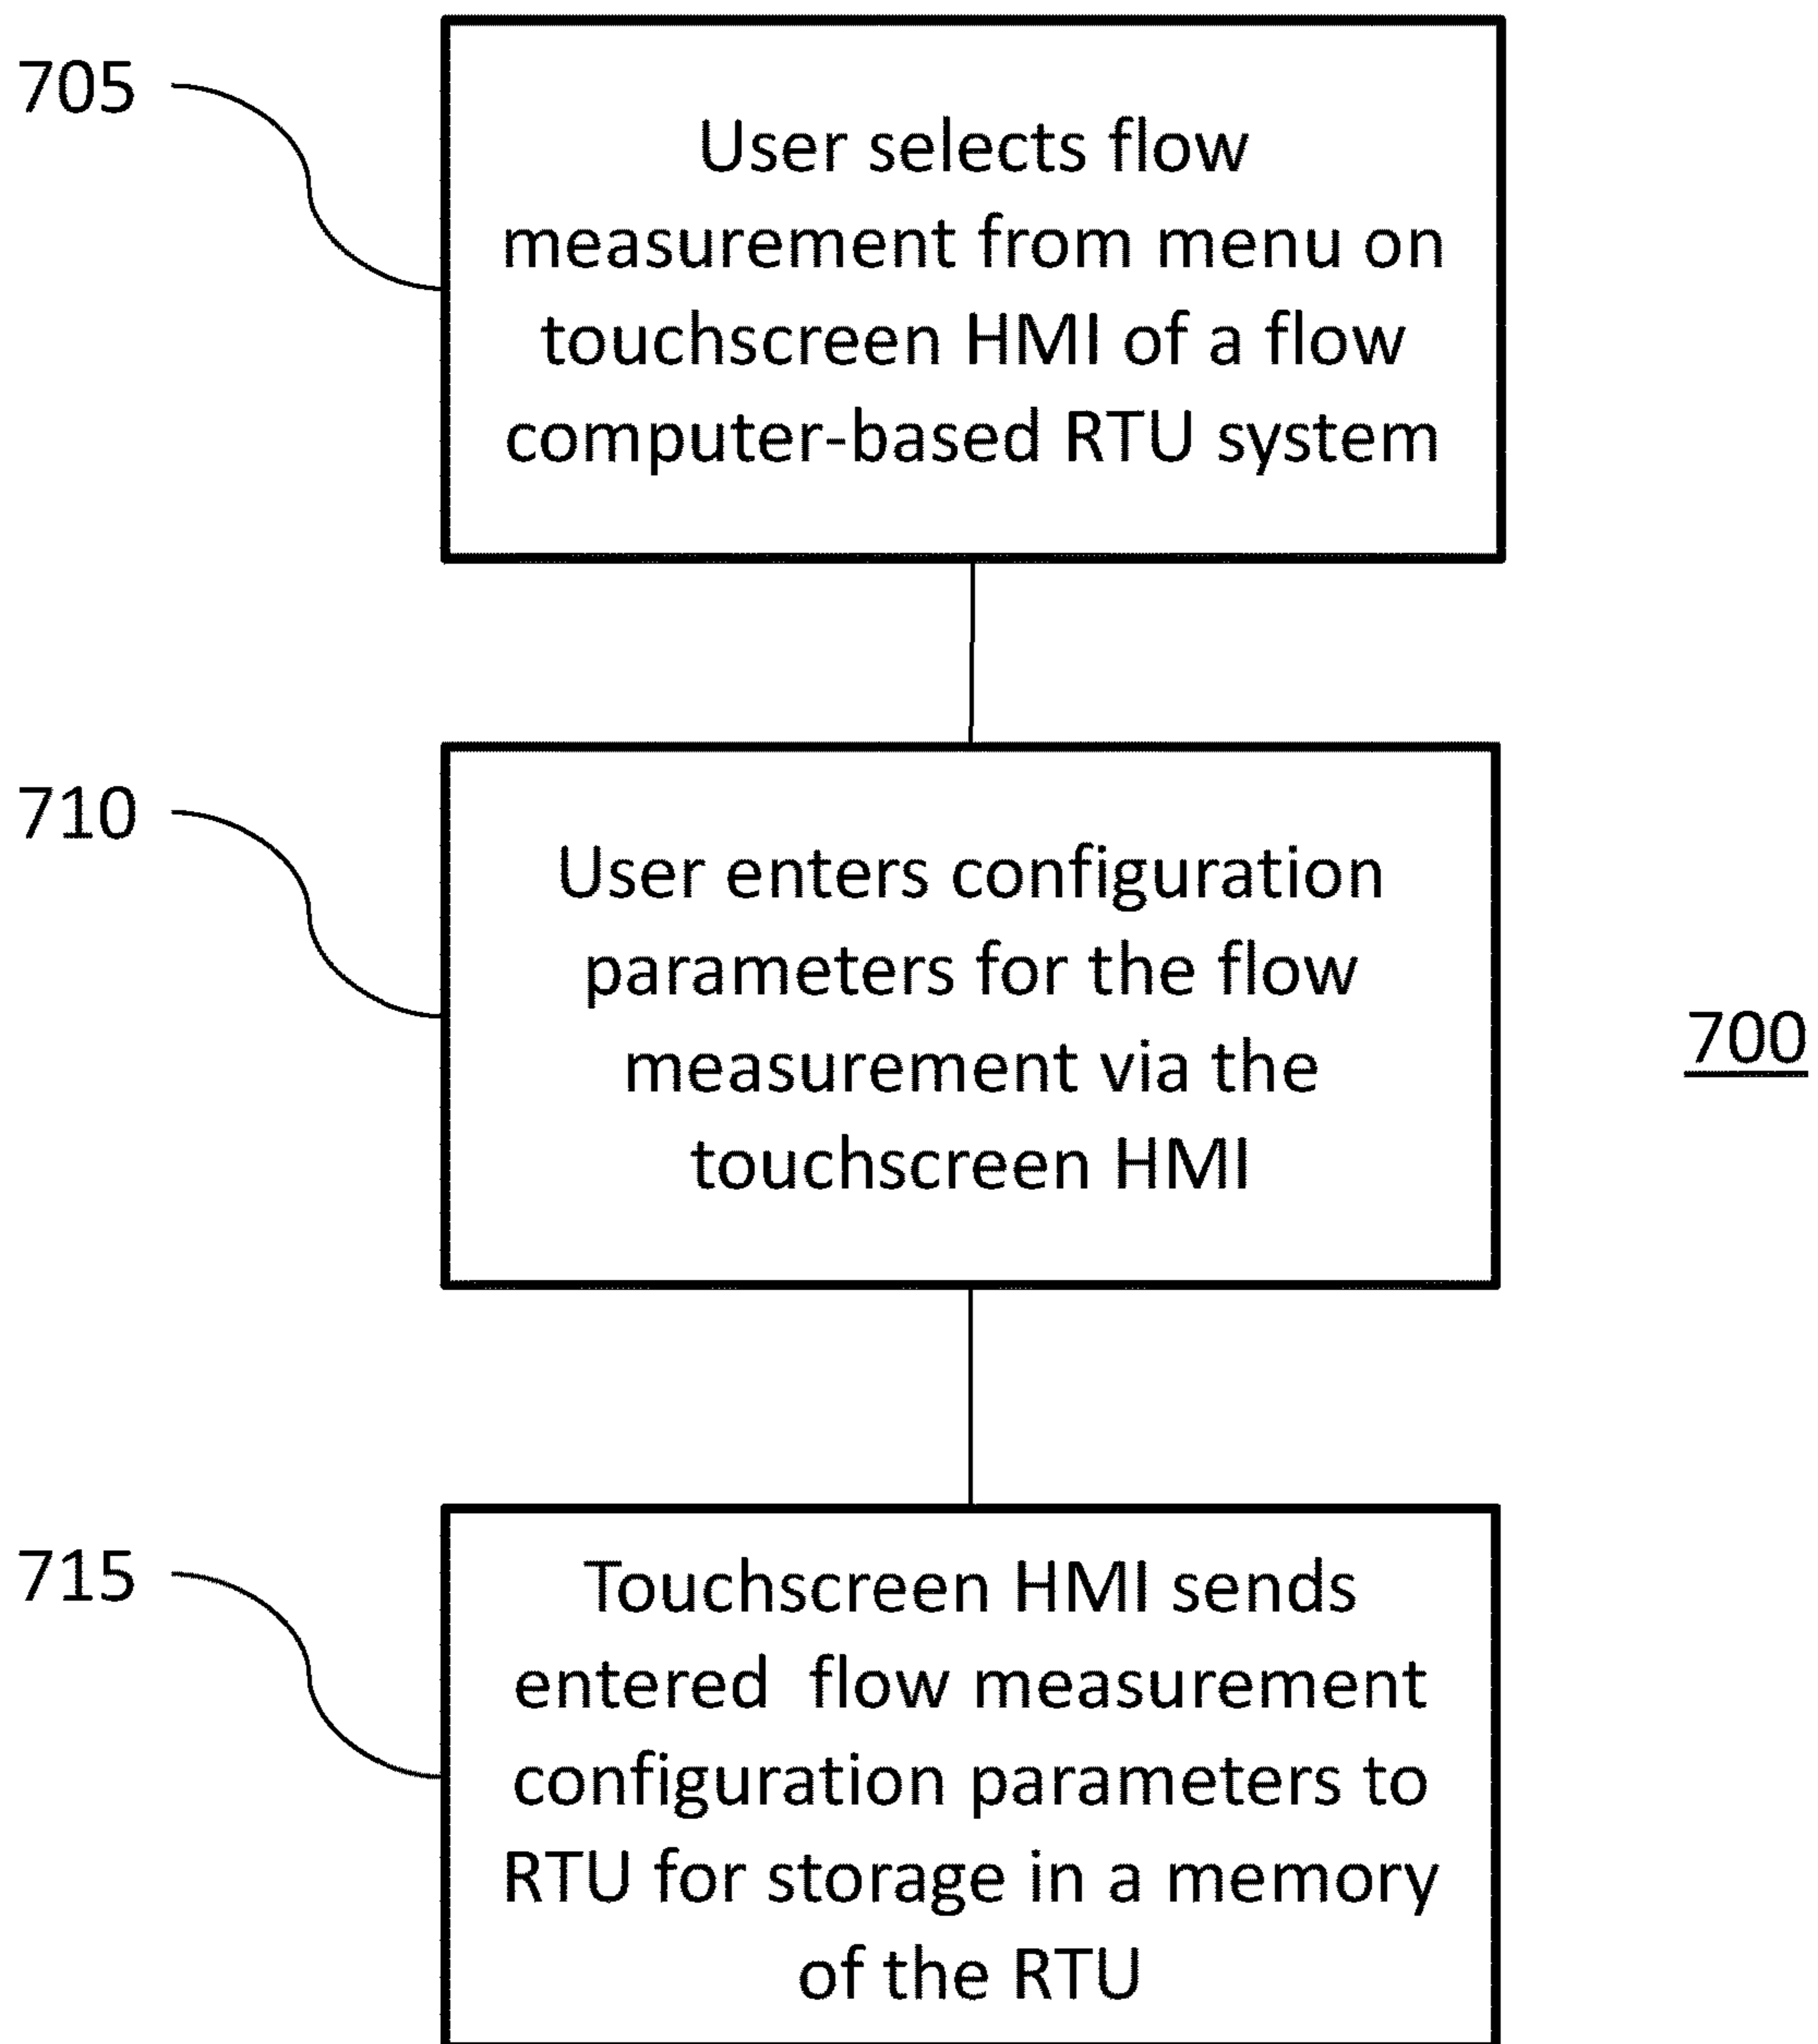 705
User selects flow
measurement from menu on
touchscreen HMI of a flow
computer-based RTU system
710
User enters configuration
parameters for the flow
measurement via the
touchscreen HMI
700
715
Touchscreen HMI sends
entered flow measurement
configuration parameters to
RTU for storage in a memory
of the RTU